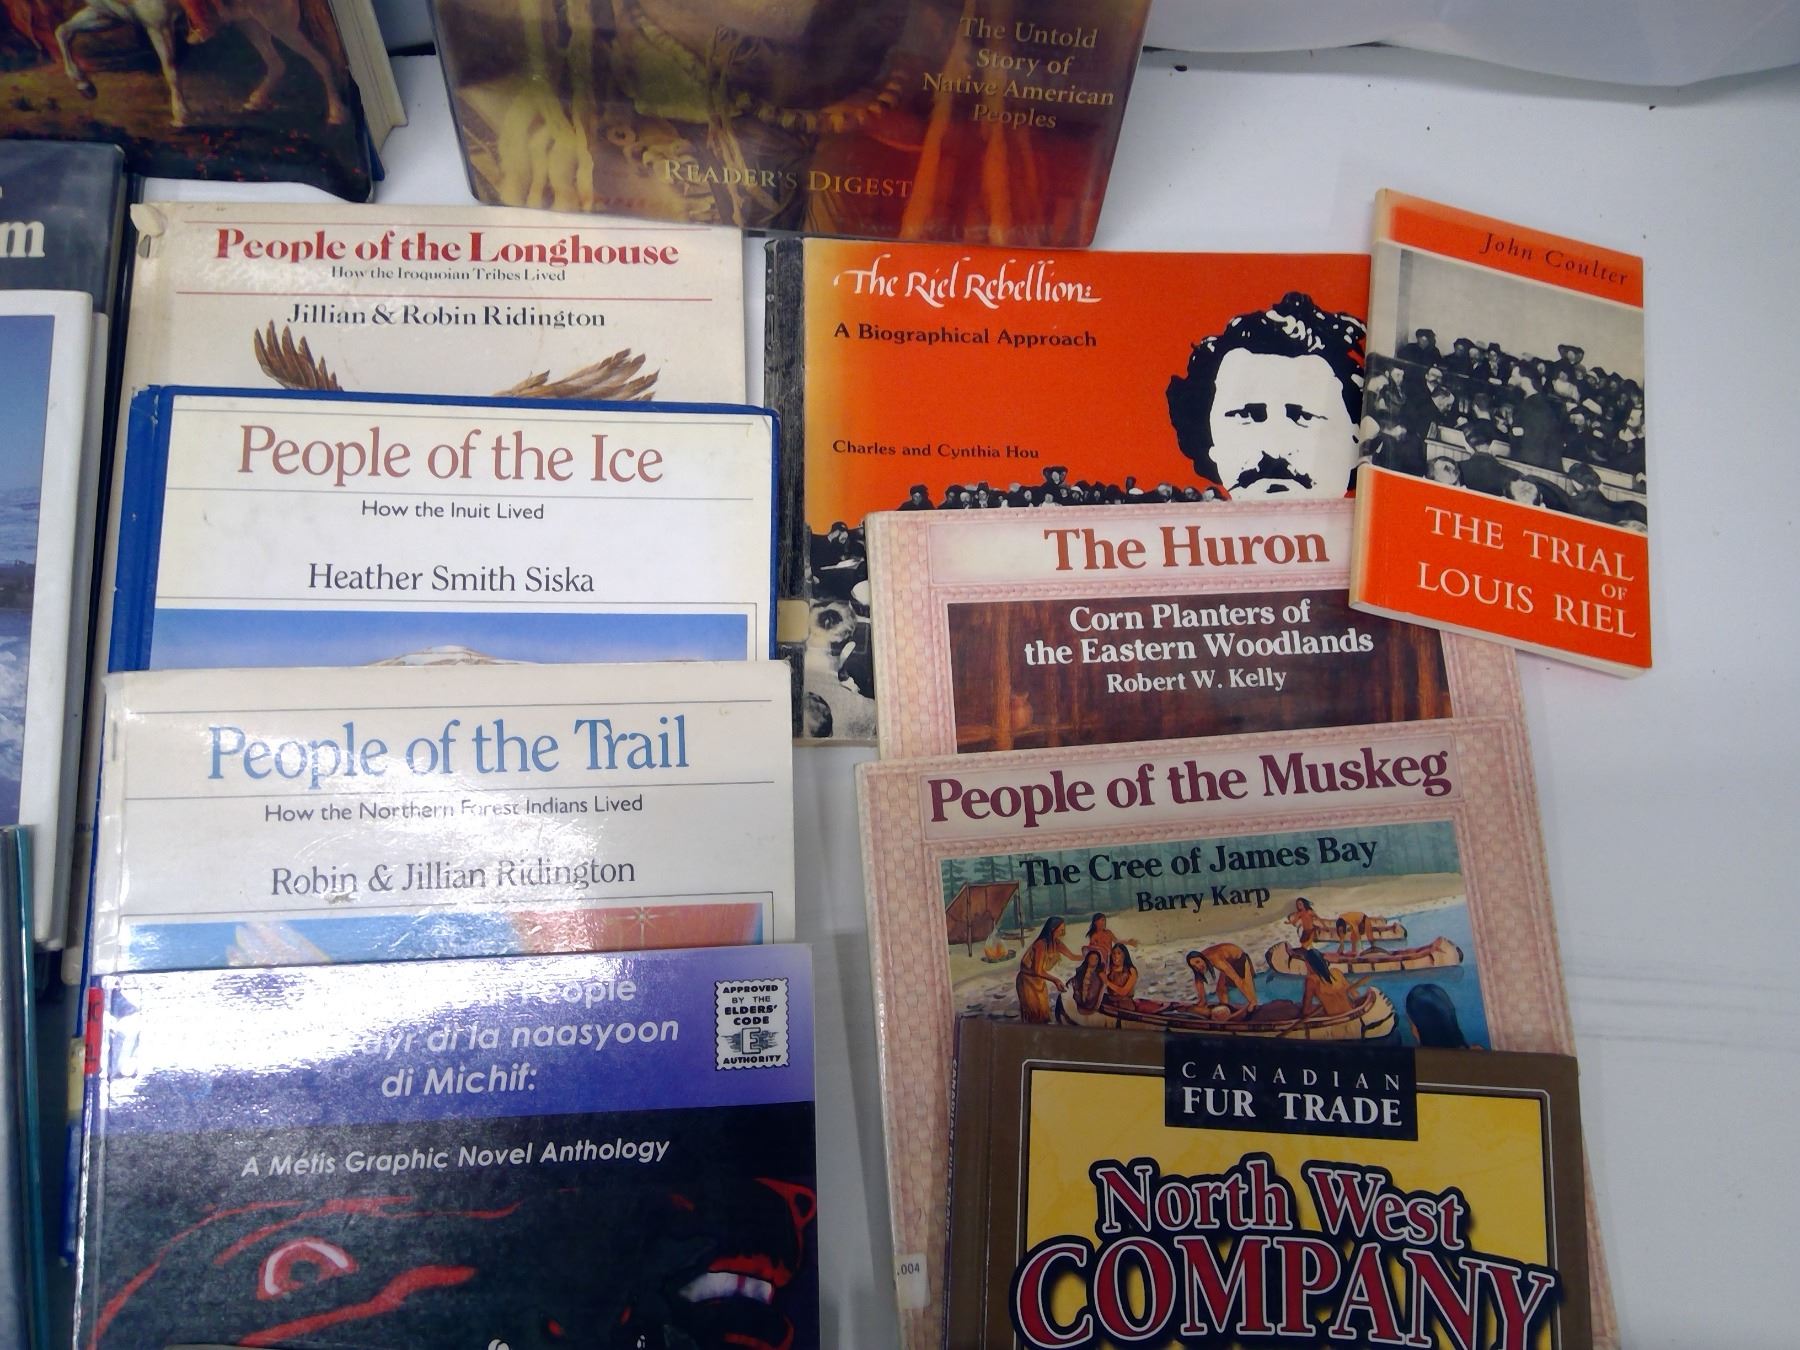 The Untold
Story of
Native American
Peoples
READER'S DIGEST
m
People of the Longhouse
How the Iroquoian Tribes Lived
Jillian & Robin Ridington
People of the Ice
How the Inuit Lived
Heather Smith Siska
People of the Trail
How the Northern Forest Indians Lived
Robin & Jillian Ridington
People
di la naasyoon
di Michif:
A Métis Graphic Novel Anthology
APPROVED
BY THE
ELDERS'
CODE
E
AUTHORITY
The Riel Rebellion:
A Biographical Approach
Charles and Cynthia Hou
John Coulter
THE TRIAL
OF
LOUIS RIEL
The Huron
Corn Planters of
the Eastern Woodlands
Robert W. Kelly
People of the Muskeg
The Cree of James Bay
Barry Karp
.004
CANADIAN
FUR TRADE
North West
COMPANY